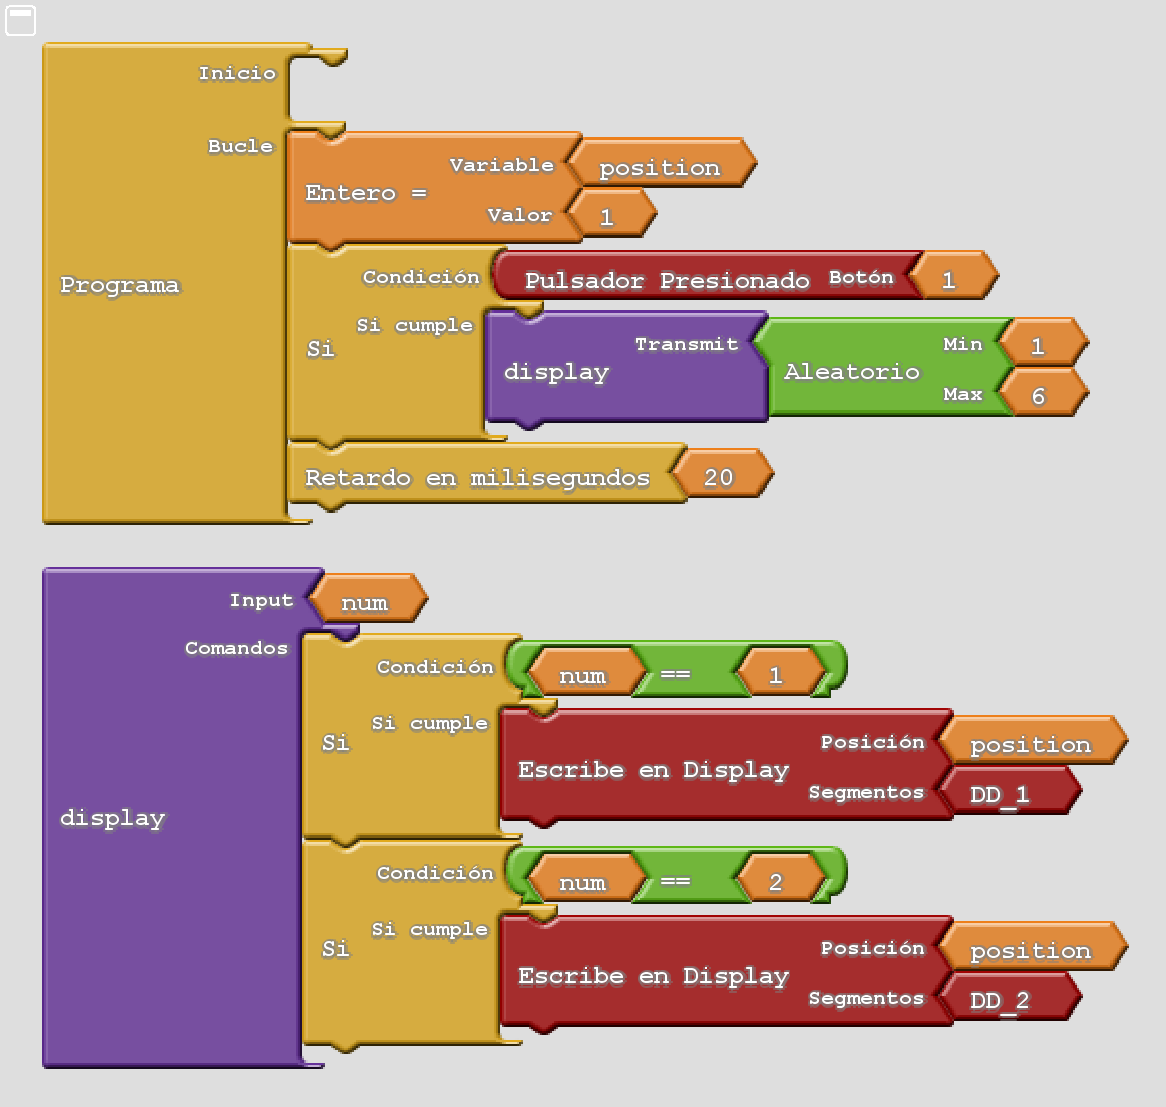 Inicio
Bucle
Programa
Entero =
Variable
position
Valor
1
Si
Condición
Pulsador Presionado
Botón
1
Si cumple
display
Transmit
Aleatorio
Min
1
Max
6
Retardo en milisegundos
20
display
Input
num
Comandos
Si
Condición
num == 1
Si cumple
Escribe en Display
Posición
position
Segmentos
DD_1
Si
Condición
num == 2
Si cumple
Escribe en Display
Posición
position
Segmentos
DD_2